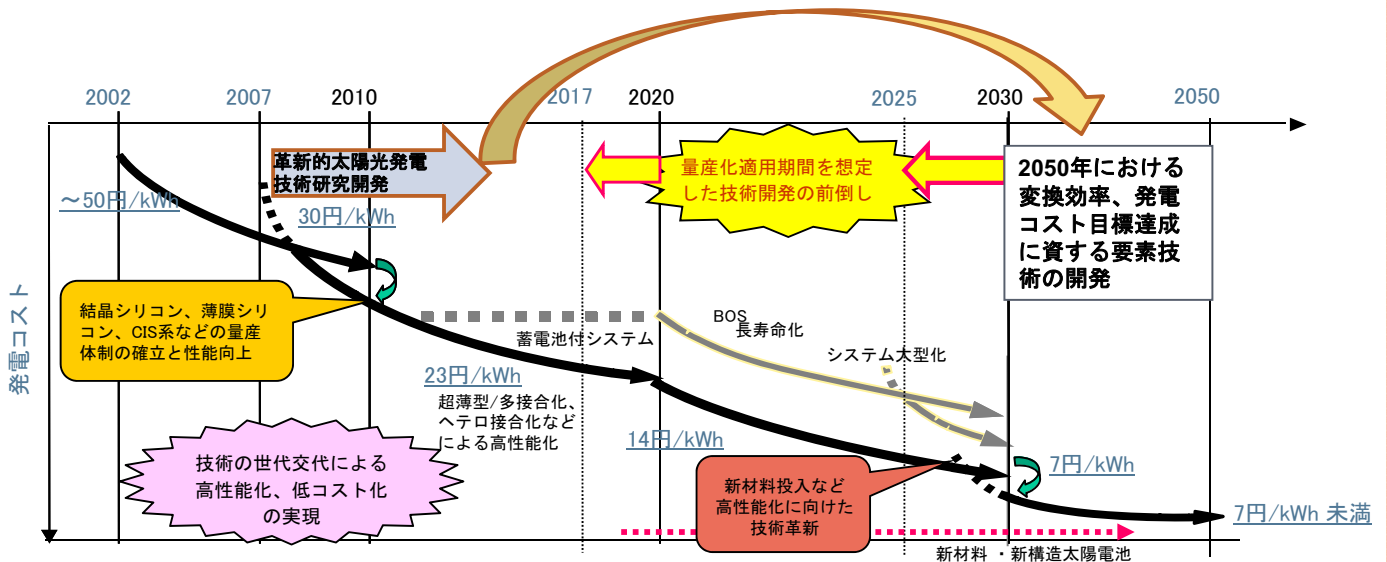 2002
2007
2010
2017
2020
2025
2030
2050
革新的太陽光発電
技術研究開発
量産化適用期間を想定
した技術開発の前倒し
2050年における
変換効率、発電
コスト目標達成
に資する要素技
術の開発
～50円/kWh
30円/kWh
発電コスト
結晶シリコン、薄膜シリ
コン、CIS系などの量産
体制の確立と性能向上
蓄電池付システム
BOS
長寿命化
システム大型化
23円/kWh
超薄型/多接合化、
ヘテロ接合化など
による高性能化
14円/kWh
7円/kWh
技術の世代交代による
高性能化、低コスト化
の実現
新材料投入など
高性能化に向けた
技術革新
7円/kWh 未満
新材料 ・新構造太陽電池